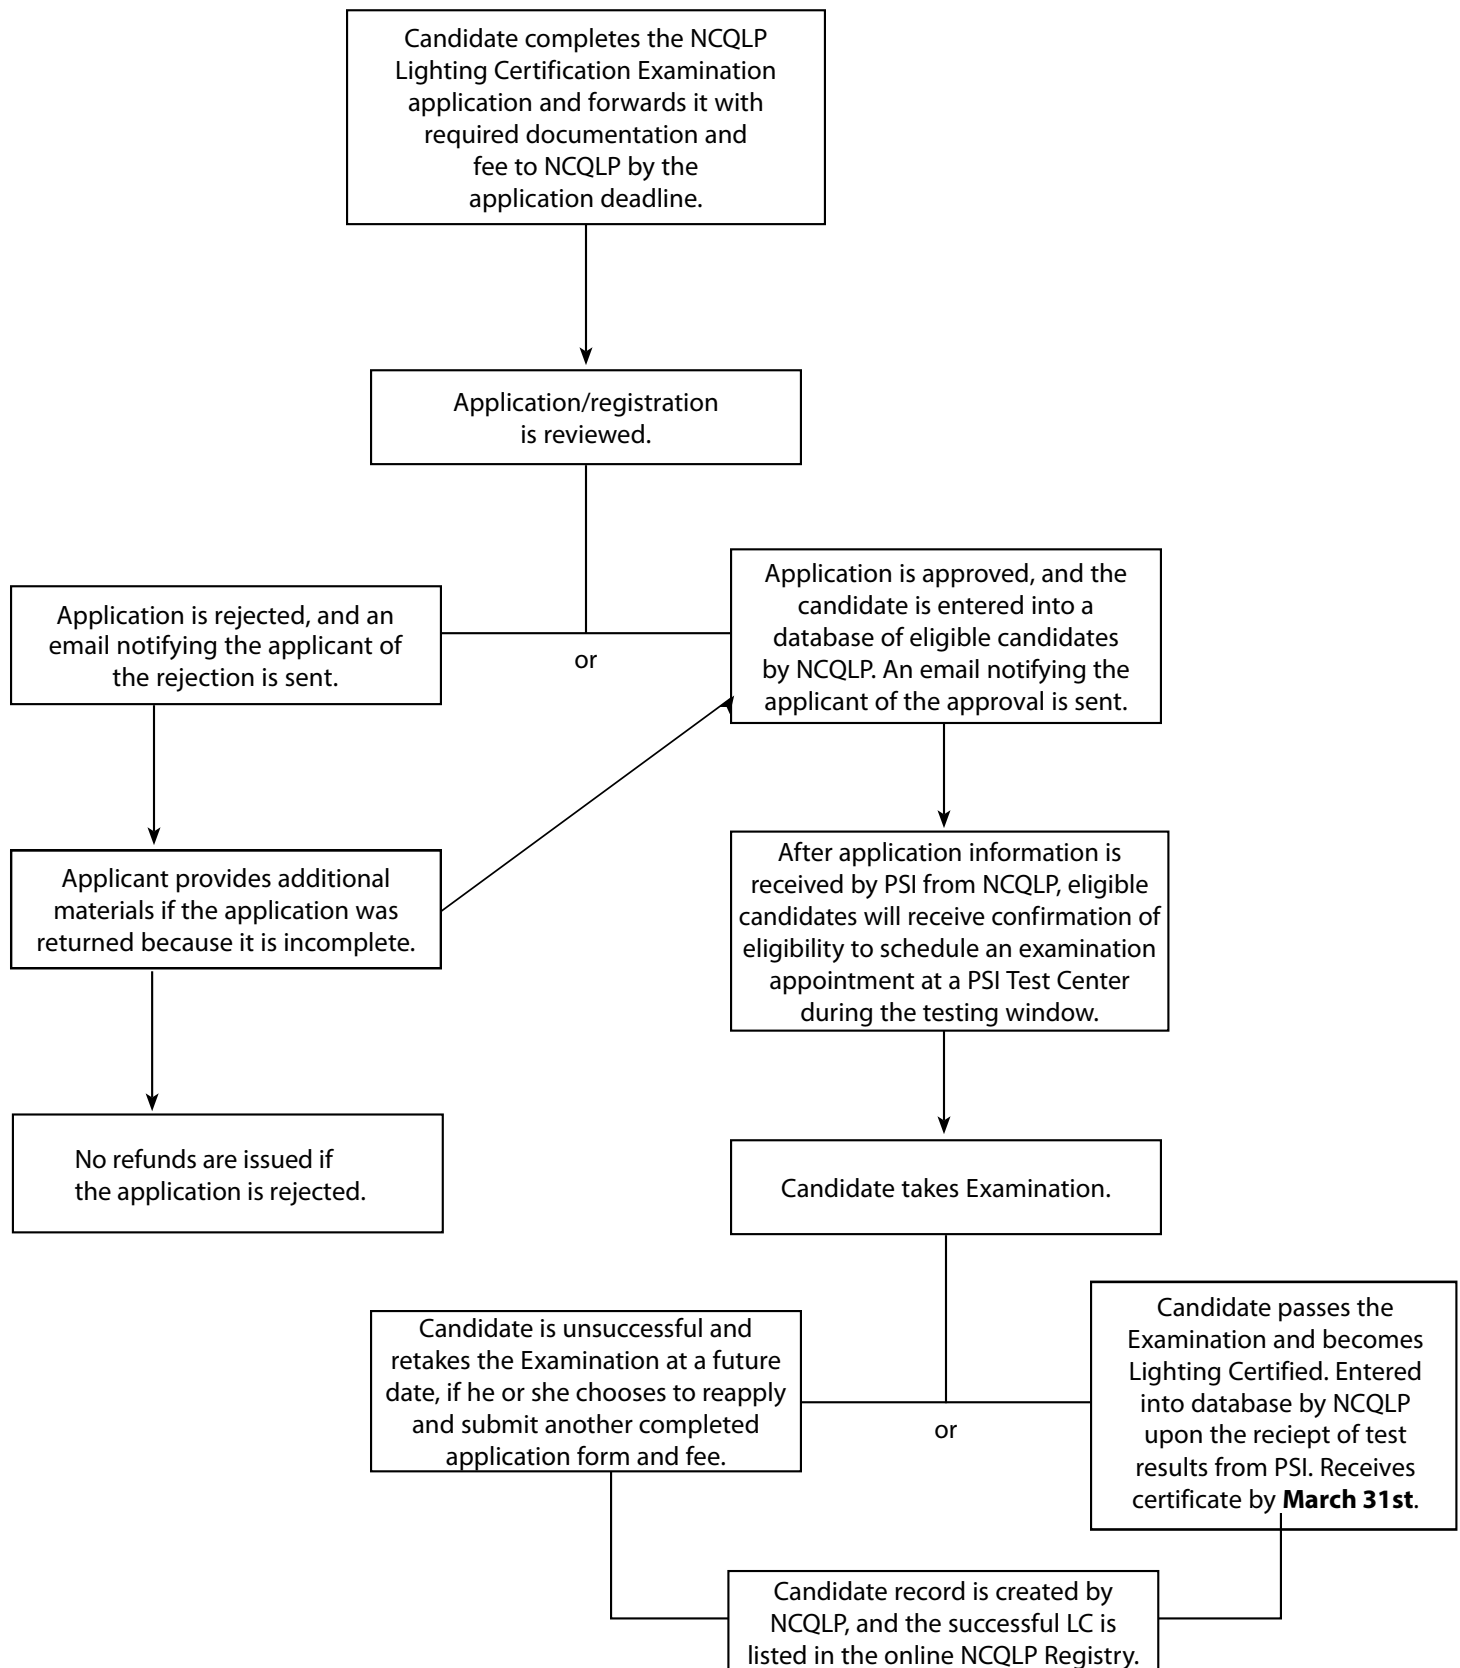 Candidate completes the NCQLP
Lighting Certification Examination
application and forwards it with
required documentation and
fee to NCQLP by the
application deadline.
Application/registration
is reviewed.
Application is rejected, and an
email notifying the applicant of
the rejection is sent.
or
Application is approved, and the
candidate is entered into a
database of eligible candidates
by NCQLP. An email notifying the
applicant of the approval is sent.
Applicant provides additional
materials if the application was
returned because it is incomplete.
After application information is
received by PSI from NCQLP, eligible
candidates will receive confirmation of
eligibility to schedule an examination
appointment at a PSI Test Center
during the testing window.
No refunds are issued if
the application is rejected.
Candidate takes Examination.
Candidate is unsuccessful and
retakes the Examination at a future
date, if he or she chooses to reapply
and submit another completed
application form and fee.
or
Candidate passes the
Examination and becomes
Lighting Certified. Entered
into database by NCQLP
upon the reciept of test
results from PSI. Receives
certificate by March 31st.
Candidate record is created by
NCQLP, and the successful LC is
listed in the online NCQLP Registry.